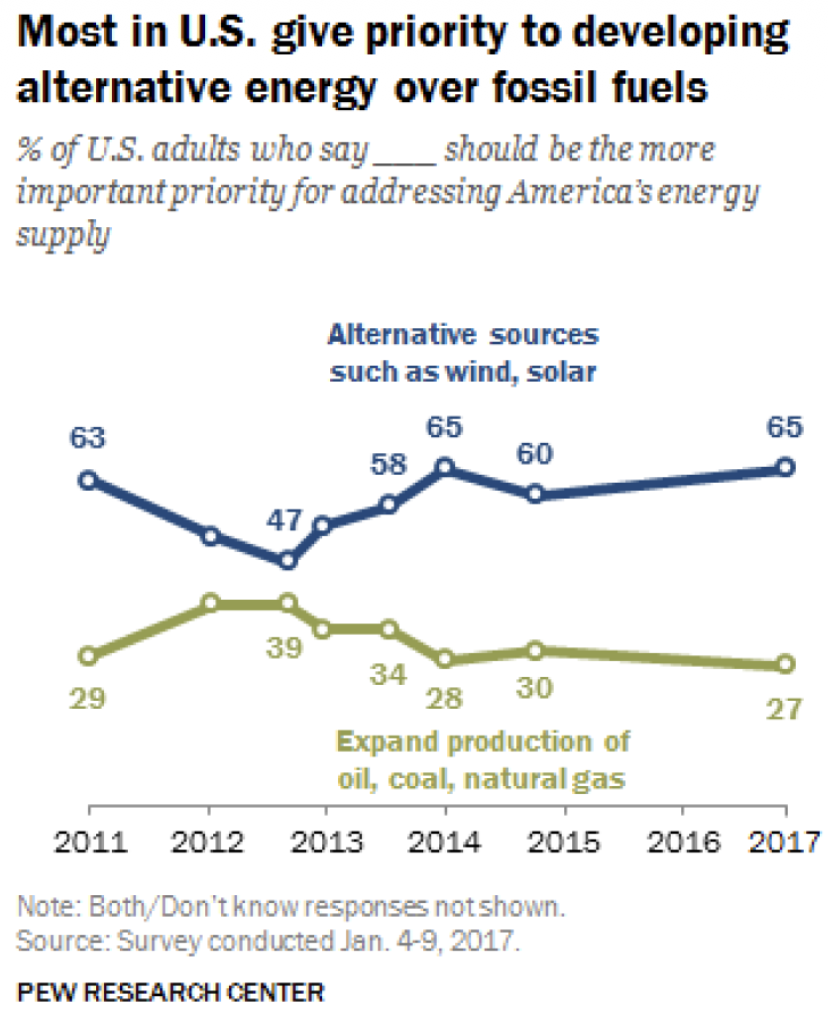 Most in U.S. give priority to developing
alternative energy over fossil fuels
% of U.S. adults who say ____ should be the more
important priority for addressing America's energy
supply
Alternative sources
such as wind, solar
63
47
58
65
60
65
29
39
34
28
30
27
Expand production of
oil, coal, natural gas
2011 2012 2013 2014 2015 2016 2017
Note: Both/Don't know responses not shown.
Source: Survey conducted Jan. 4-9, 2017.
PEW RESEARCH CENTER